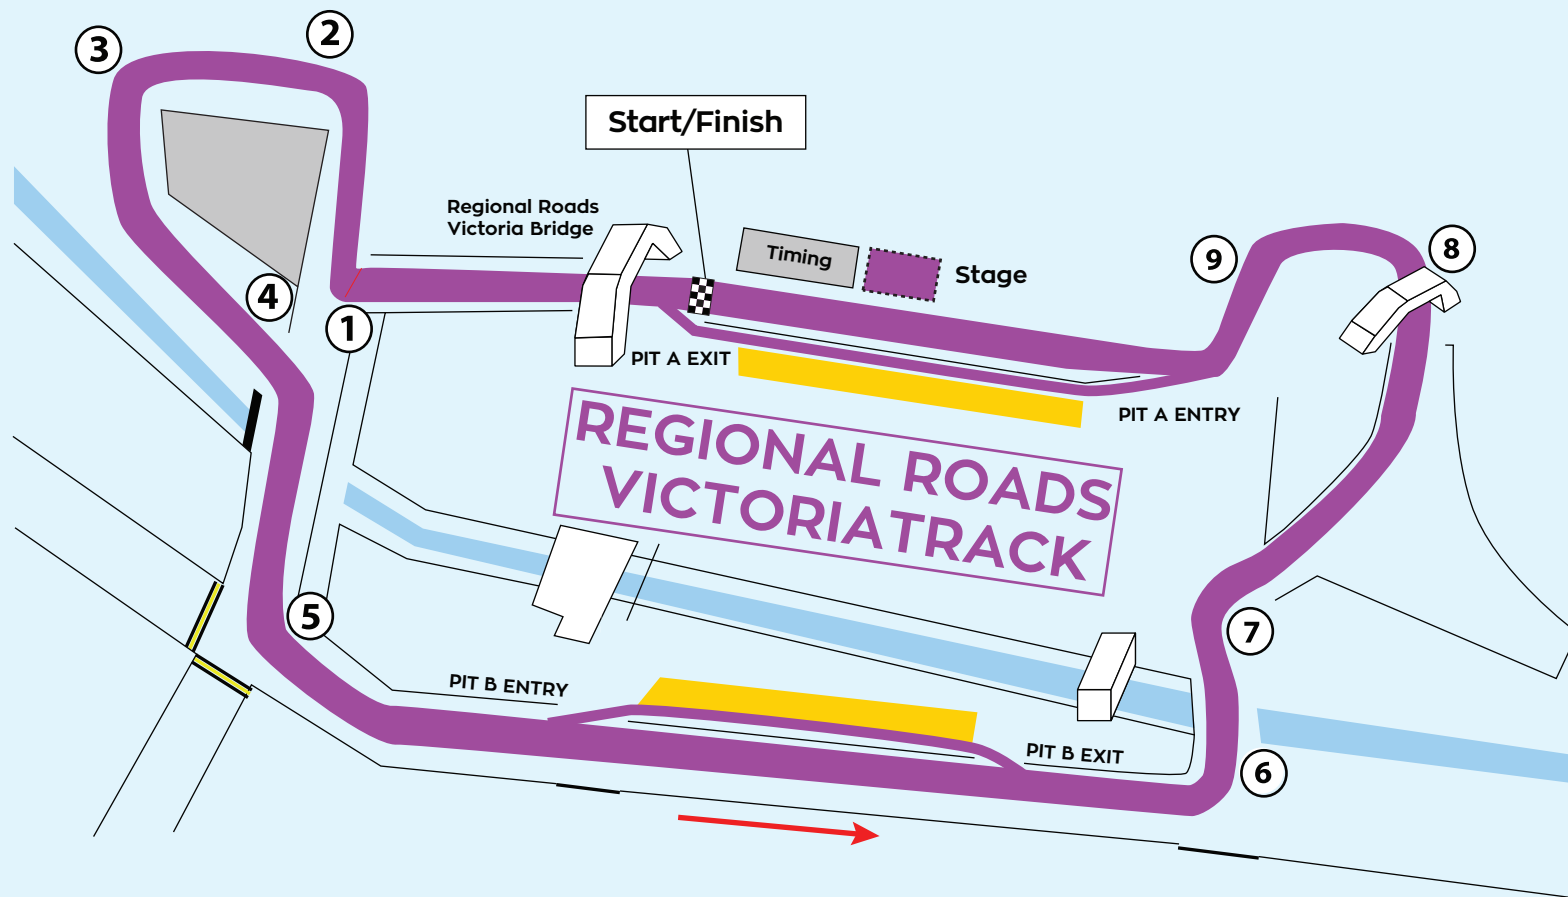 3
2
Start/Finish
Regional Roads
Victoria Bridge
Timing
Stage
9
8
4
1
PIT A EXIT
PIT A ENTRY
REGIONAL ROADS
VICTORIA TRACK
5
7
PIT B ENTRY
PIT B EXIT
6